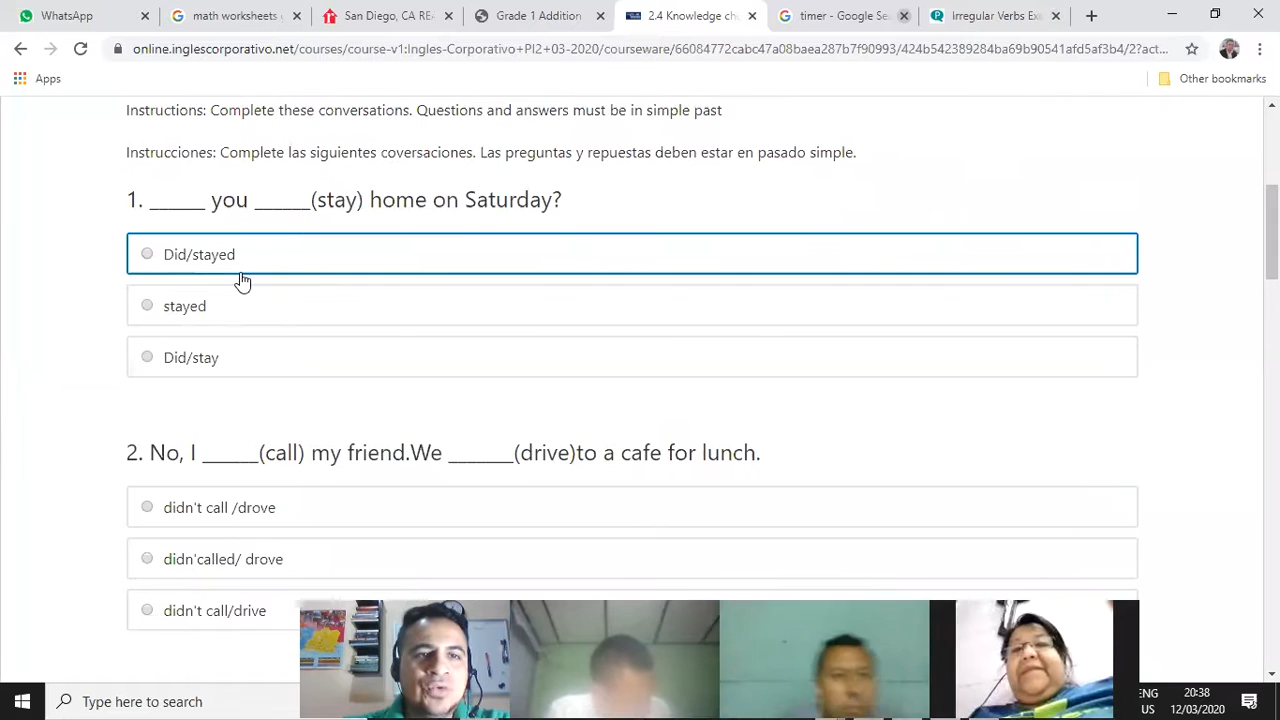 WhatsApp
math worksheets
San Diego, CA RE-
Grade 1 Addition
2.4 Knowledge ch
timer - Google Se
Irregular Verbs Exa
online.inglescorporativo.net/courses/course-v1:Ingles-Corporativo+PI2+03-2020/courseware/66084772cabc47a08baea287b7f90993/424b542389284ba69b90541afd5af3b4/2?act...
Apps
Other bookmarks
Instructions: Complete these conversations. Questions and answers must be in simple past
Instrucciones: Complete las siguientes coversaciones. Las preguntas y repuestas deben estar en pasado simple.
1. ______ you ______(stay) home on Saturday?
Did/stayed
stayed
Did/stay
2. No, I ______(call) my friend.We _______(drive)to a cafe for lunch.
didn't call /drove
didn'called/ drove
didn't call/drive
Type here to search
ENG
US
20:38
12/03/2020